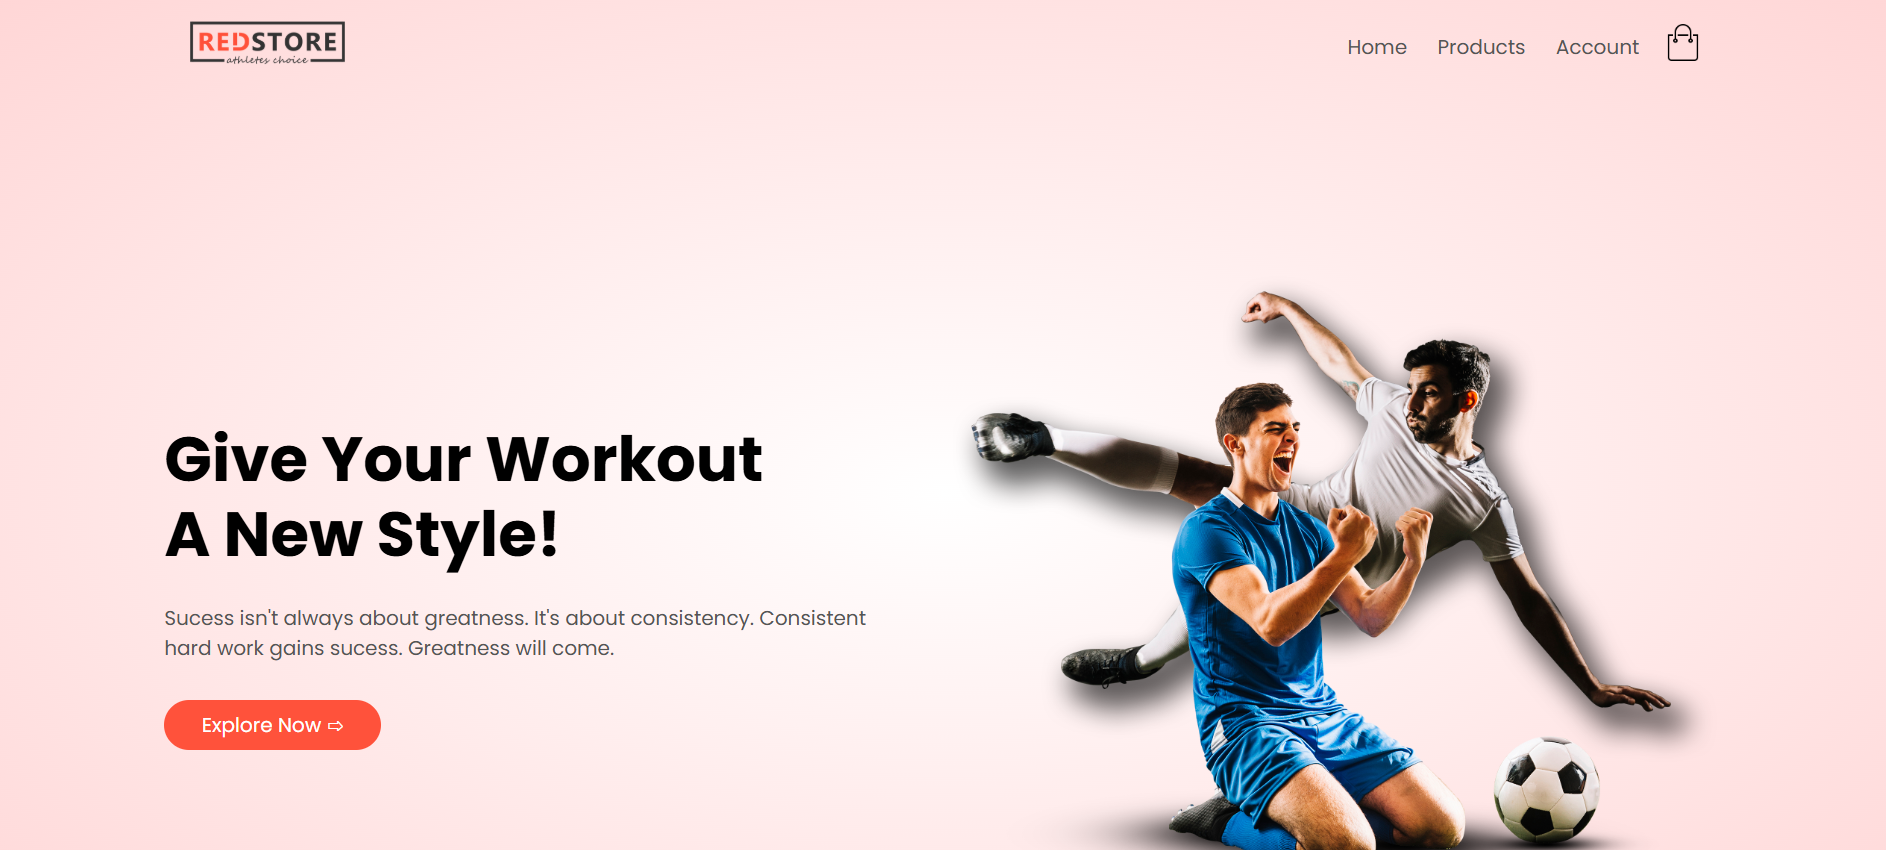 REDSTORE
athletes choice
Home Products Account
Give Your Workout
A New Style!
Sucess isn't always about greatness. It's about consistency. Consistent
hard work gains sucess. Greatness will come.
Explore Now ⇨